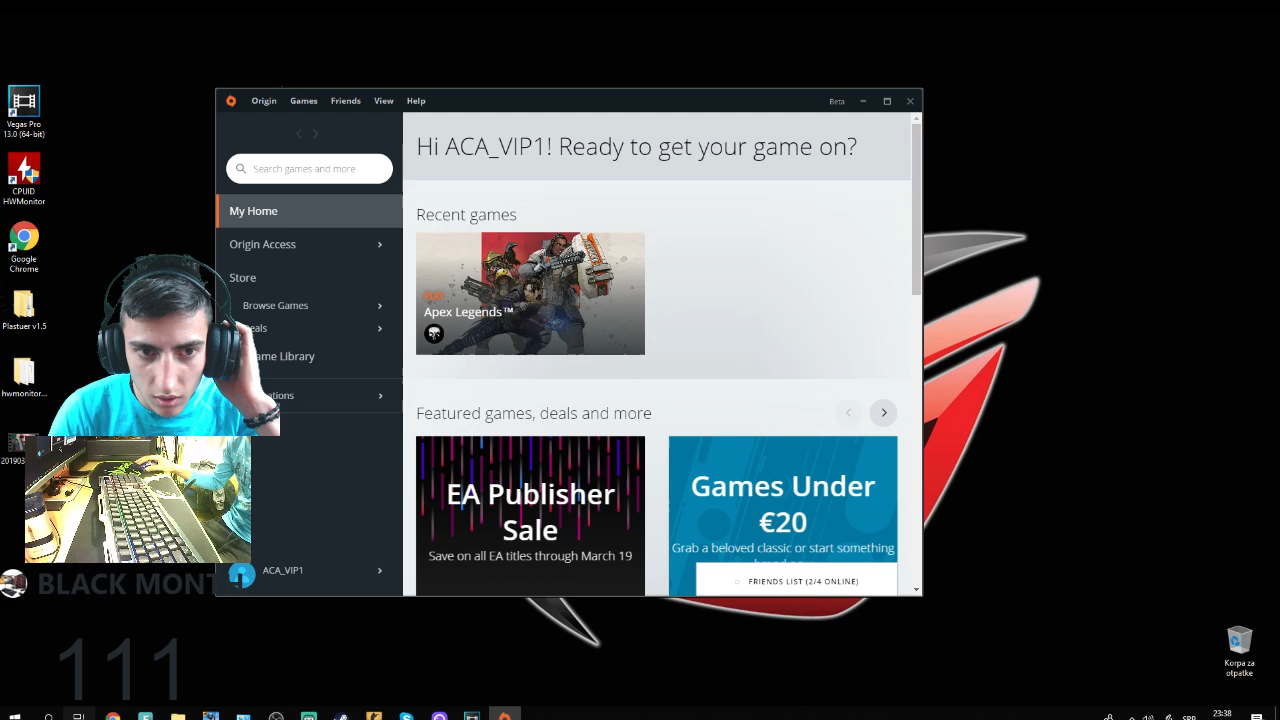 Vegas Pro
13.0 (64-bit)
CPUID
HWMonitor
Google
Chrome
Plastuer v1.5
hwmonitor...
201903
Origin Games Friends View Help
Beta
Search games and more
My Home
Origin Access
Store
Browse Games
eals
ame Library
ations
ACA_VIP1
Hi ACA_VIP1! Ready to get your game on?
Recent games
Apex Legends™
Featured games, deals and more
EA Publisher
Sale
Save on all EA titles through March 19
Games Under
€20
Grab a beloved classic or start something
FRIENDS LIST (2/4 ONLINE)
BLACK MONT
111
Korpa za
otpatke
SRP
23:38